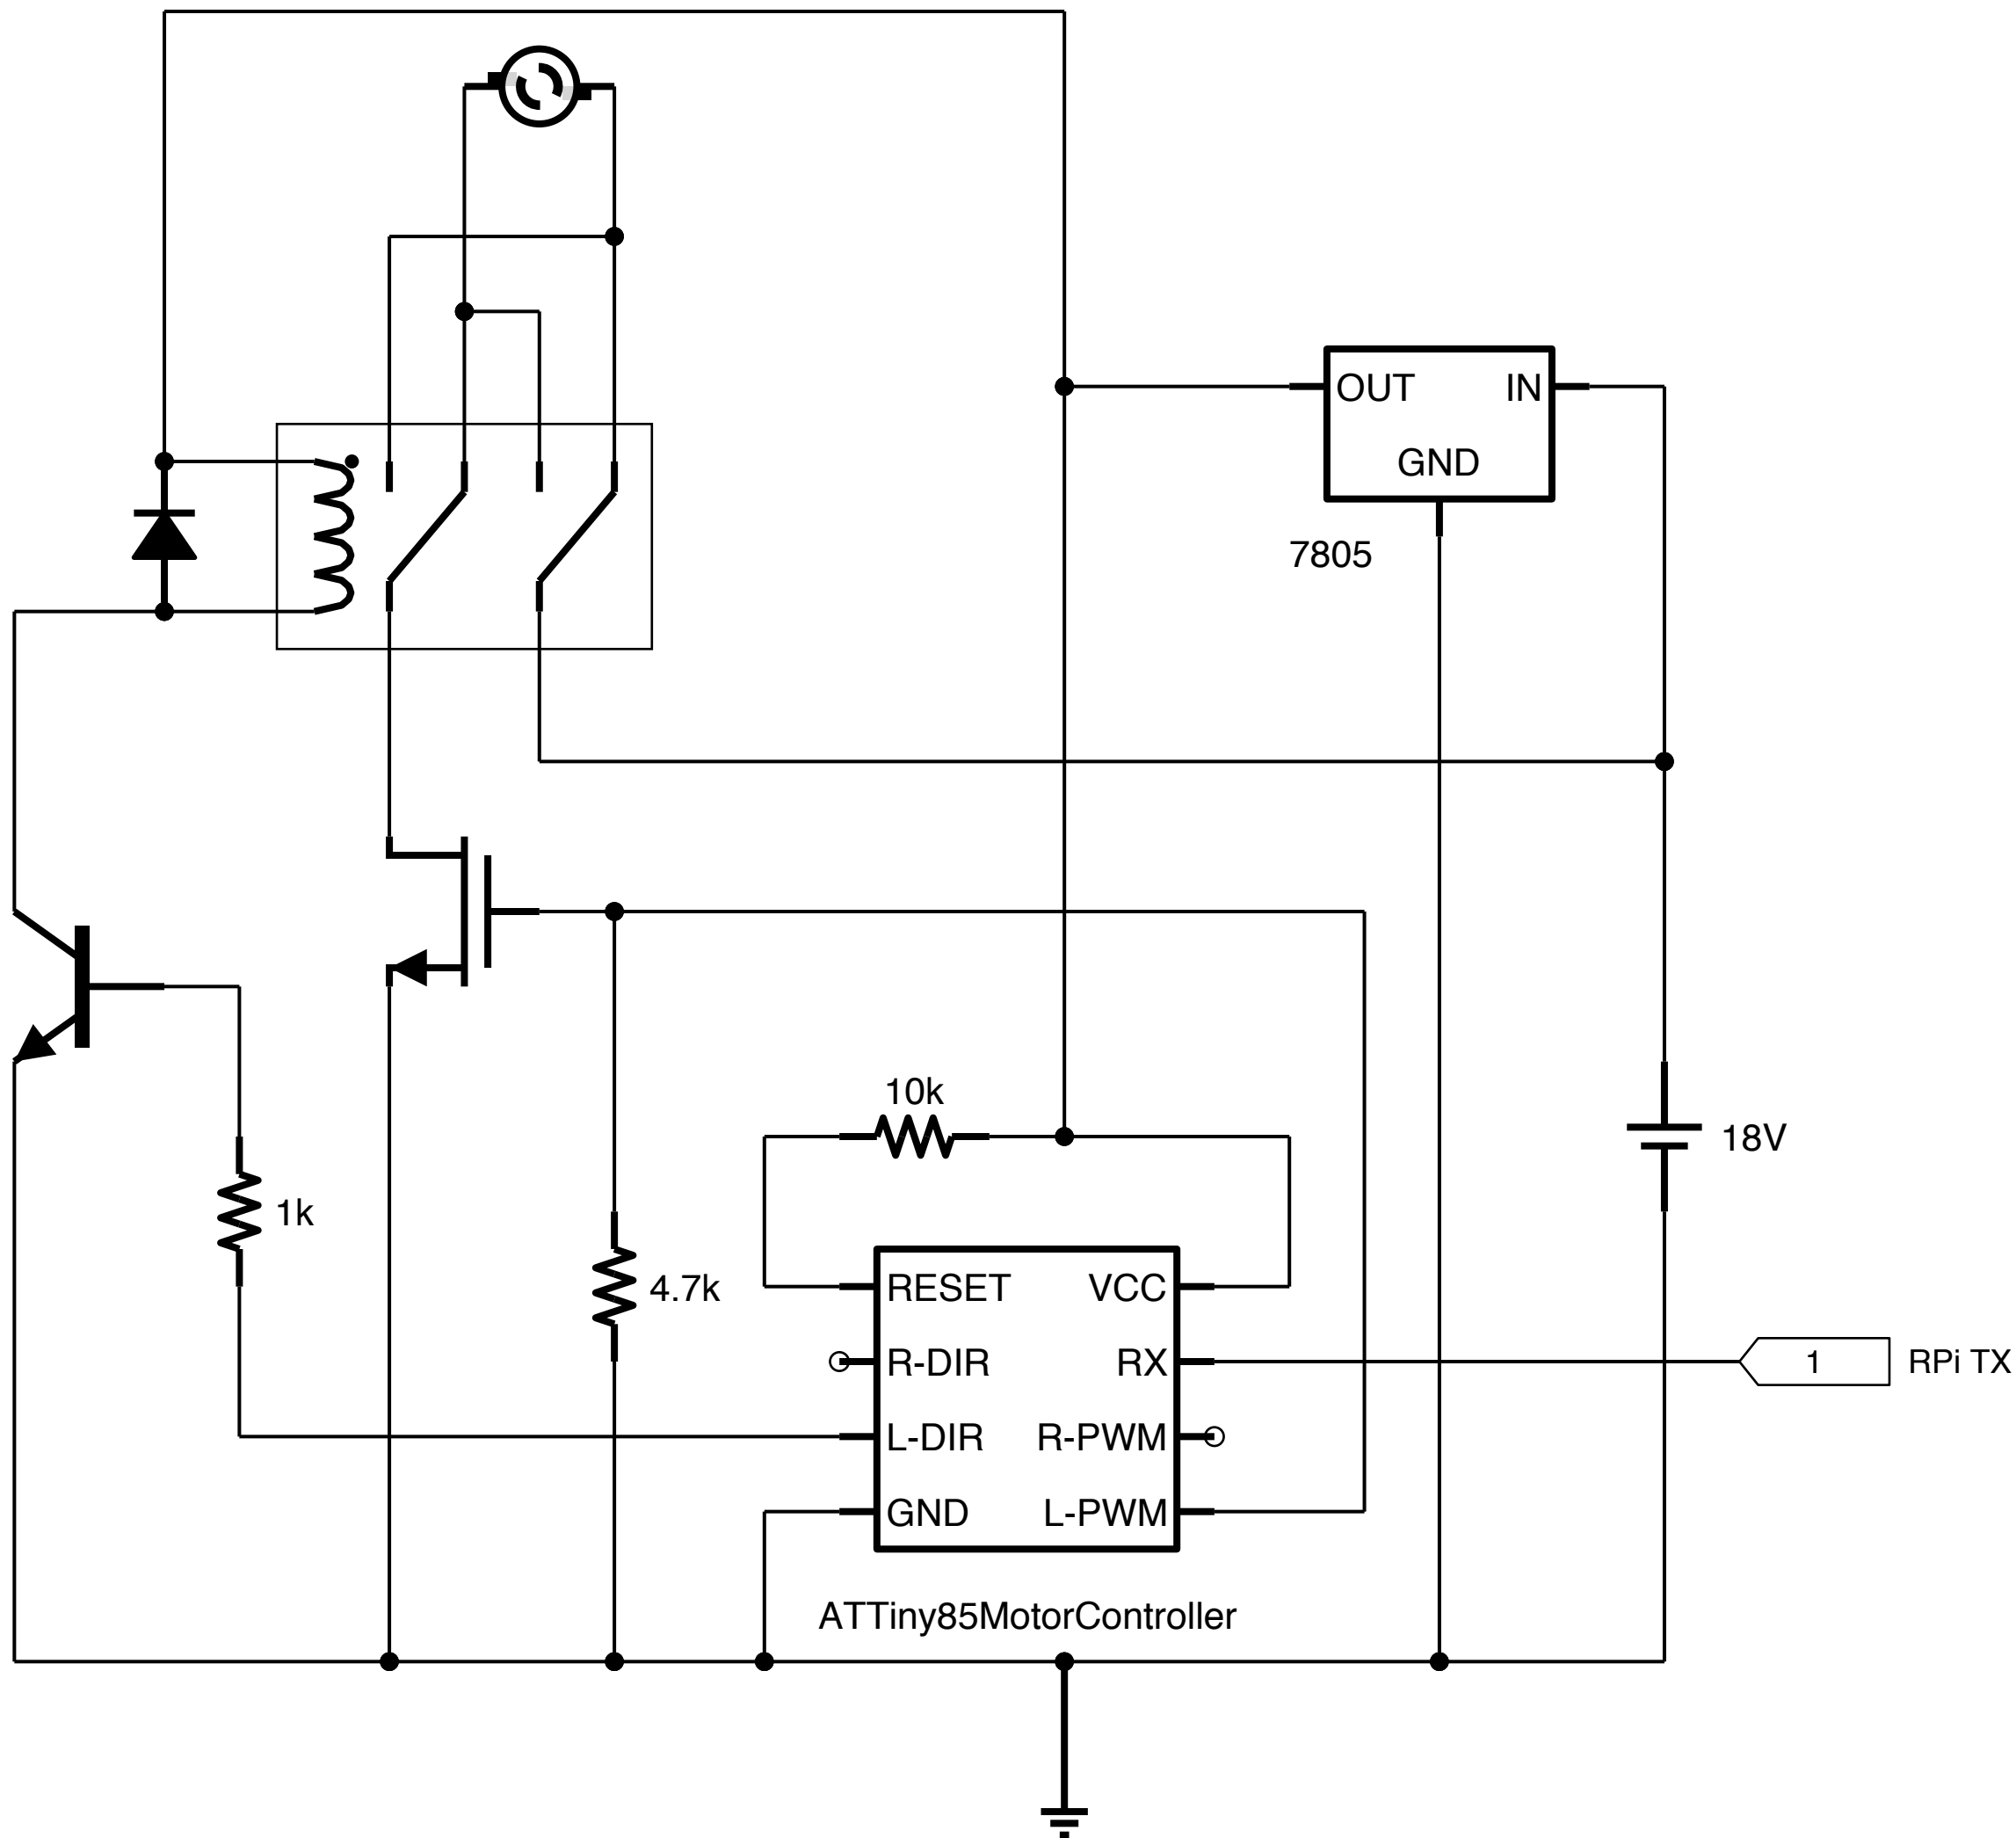 OUT IN
GND
7805
10k
18V
1k
4.7k
RESET VCC
R-DIR RX
1 RPi TX
L-DIR R-PWM
GND L-PWM
ATTiny85MotorController